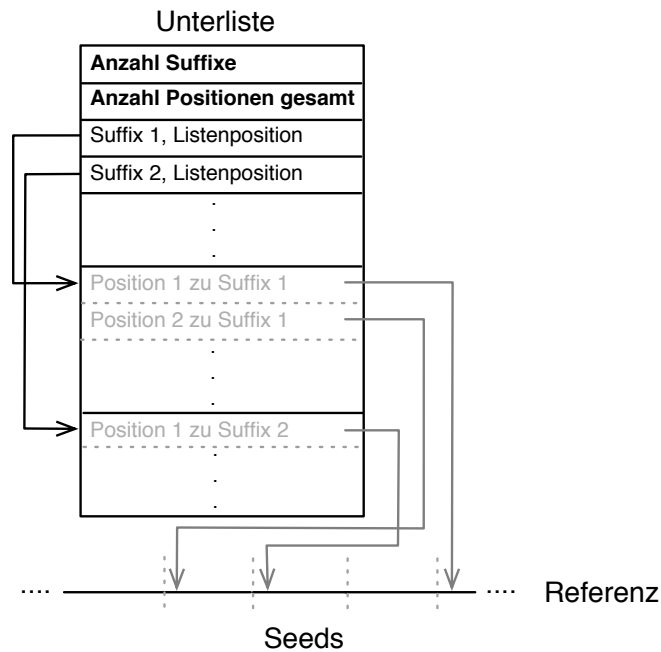 Unterliste
Anzahl Suffixe
Anzahl Positionen gesamt
Suffix 1, Listenposition
Suffix 2, Listenposition
Position 1 zu Suffix 1
Position 2 zu Suffix 1
Position 1 zu Suffix 2
.... .... Referenz
Seeds